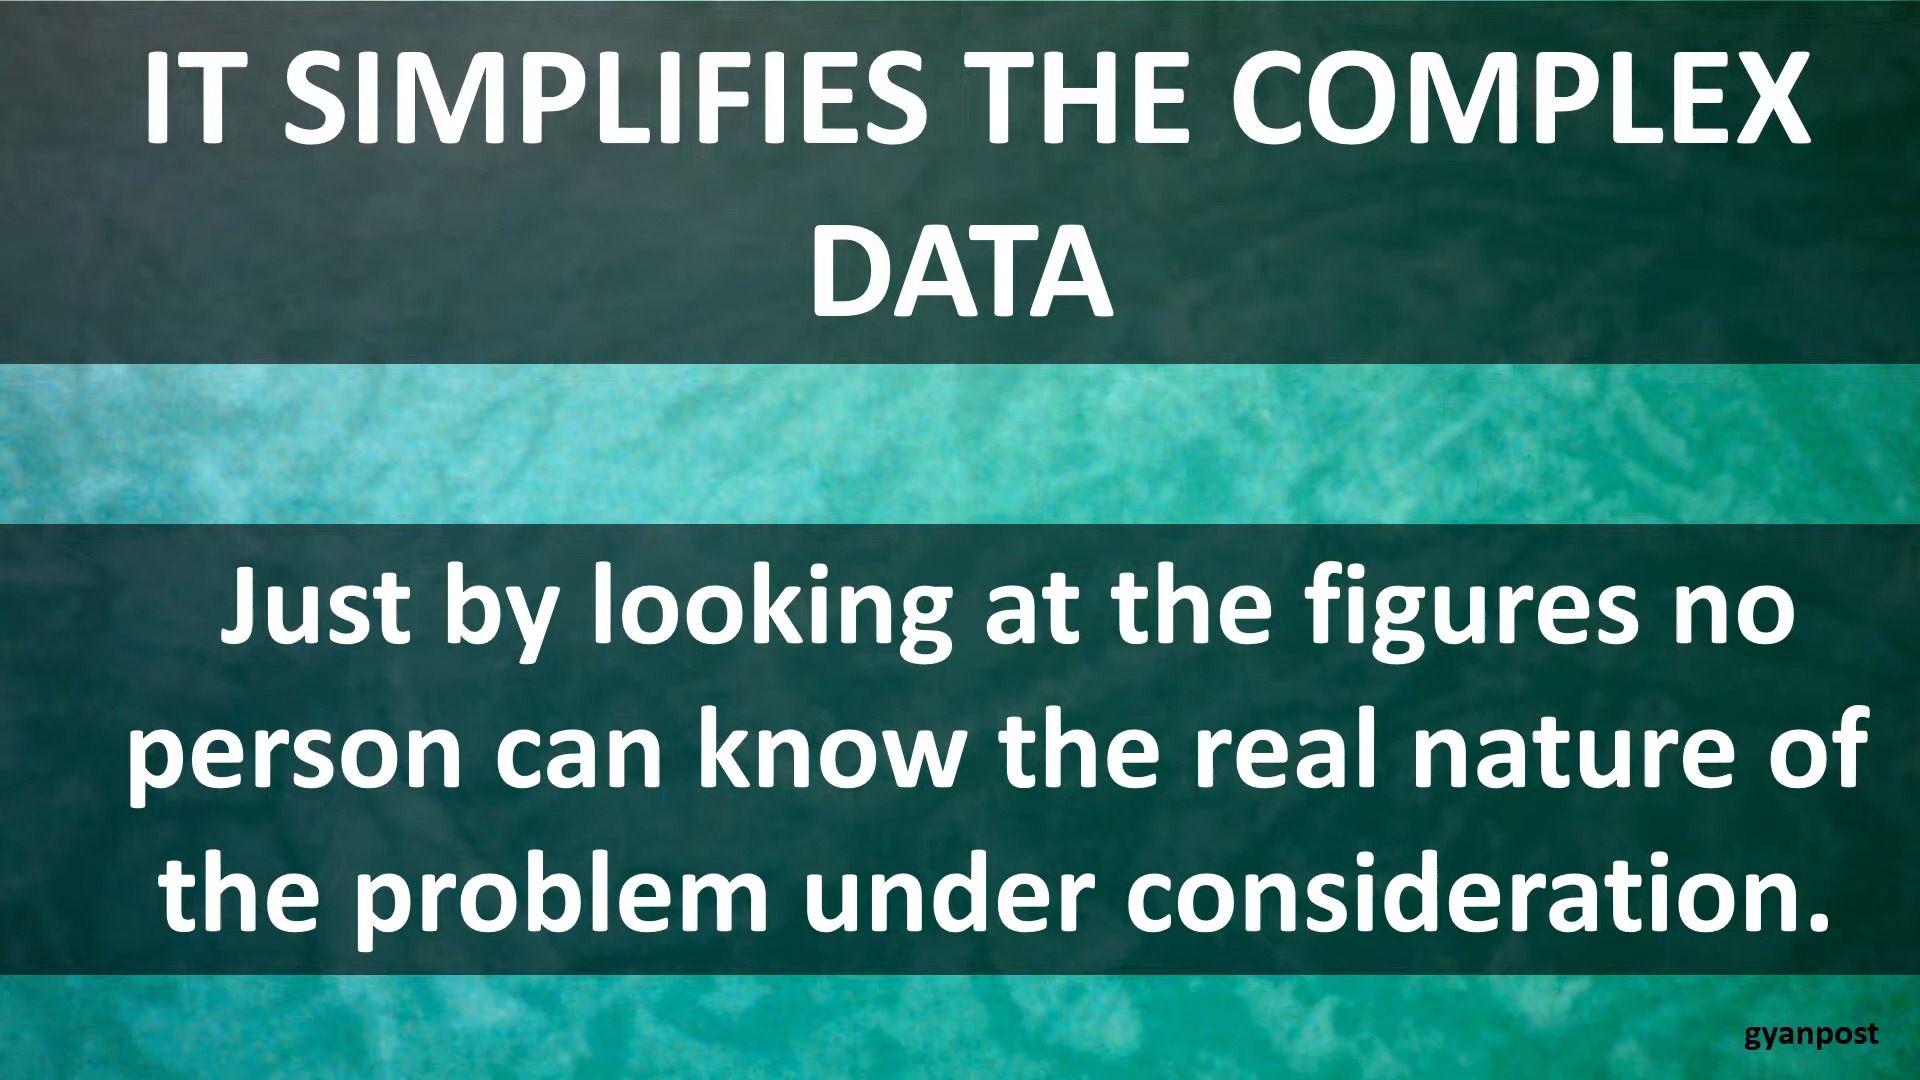 IT SIMPLIFIES THE COMPLEX
DATA
Just by looking at the figures no
person can know the real nature of
the problem under consideration.
gyanpost